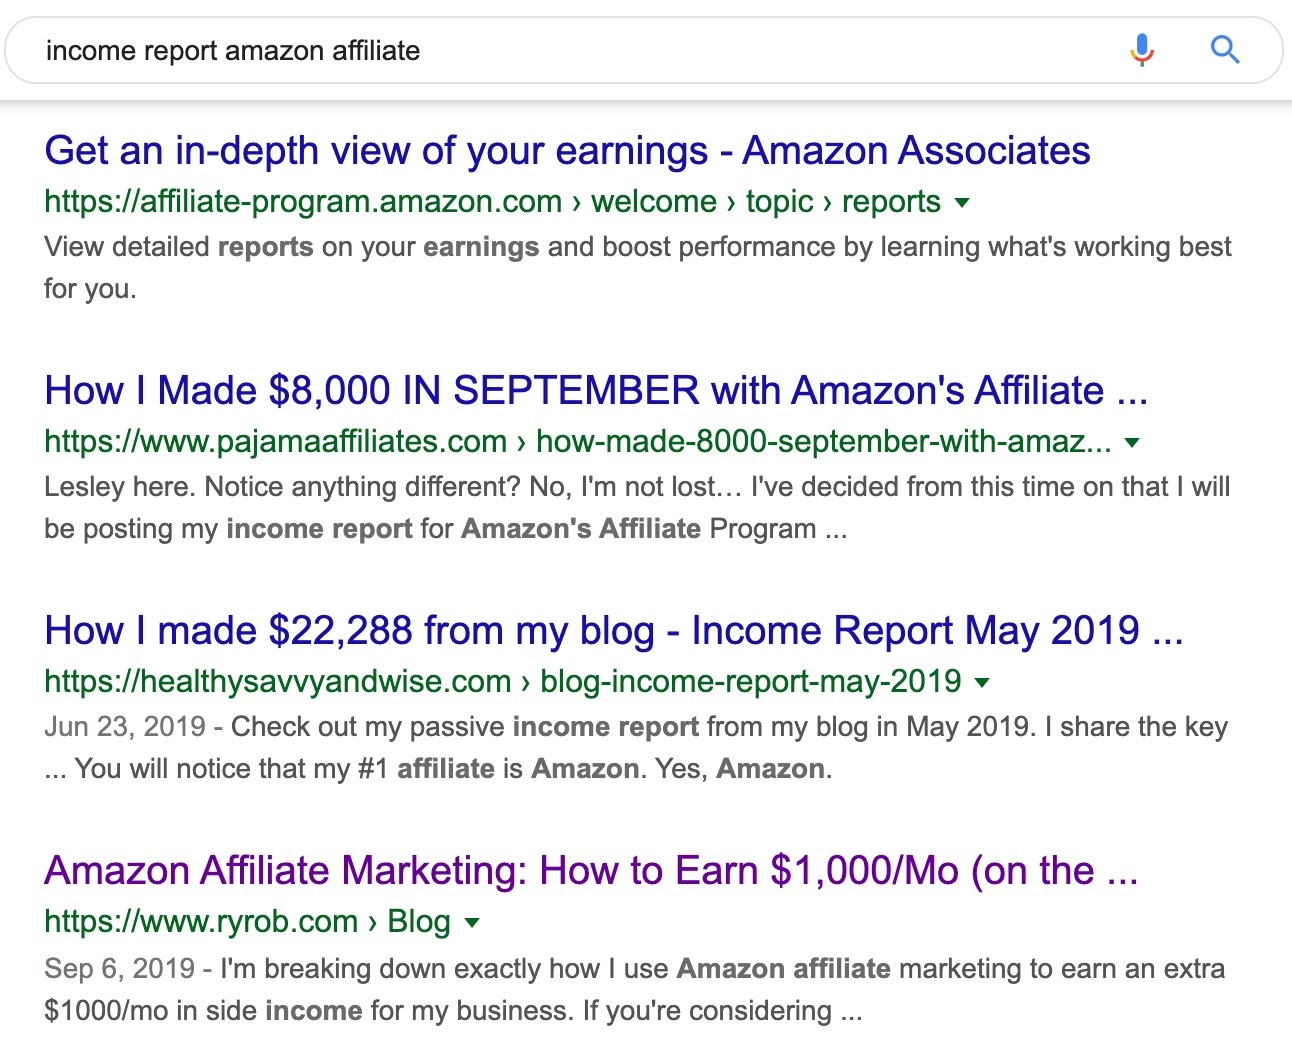 income report amazon affiliate
Get an in-depth view of your earnings - Amazon Associates
https://affiliate-program.amazon.com › welcome › topic › reports
View detailed reports on your earnings and boost performance by learning what's working best
for you.
How I Made $8,000 IN SEPTEMBER with Amazon's Affiliate ...
https://www.pajamaaffiliates.com › how-made-8000-september-with-amaz...
Lesley here. Notice anything different? No, I'm not lost… I've decided from this time on that I will
be posting my income report for Amazon's Affiliate Program ...
How I made $22,288 from my blog - Income Report May 2019 ...
https://healthysavvyandwise.com › blog-income-report-may-2019
Jun 23, 2019 - Check out my passive income report from my blog in May 2019. I share the key
... You will notice that my #1 affiliate is Amazon. Yes, Amazon.
Amazon Affiliate Marketing: How to Earn $1,000/Mo (on the ...
https://www.ryrob.com › Blog
Sep 6, 2019 - I'm breaking down exactly how I use Amazon affiliate marketing to earn an extra
$1000/mo in side income for my business. If you're considering ...